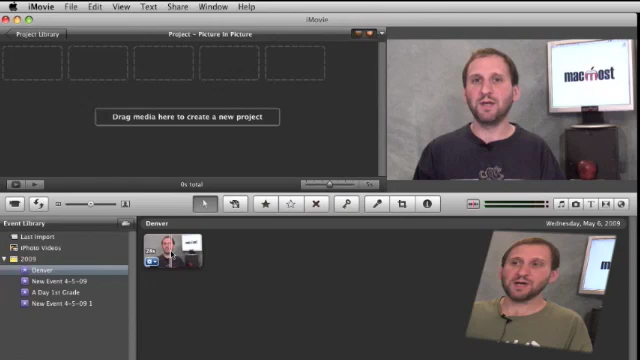 iMovie File Edit View Text Share Window Help
iMovie
Project Library
Project - Picture in Picture
macmost
Drag media here to create a new project
0s total
5s
Event Library
Denver
Wednesday, May 6, 2009
Last Import
iPhoto Videos
2009
Denver
New Event 4-5-09
A Day 1st Grade
New Event 4-5-09 1